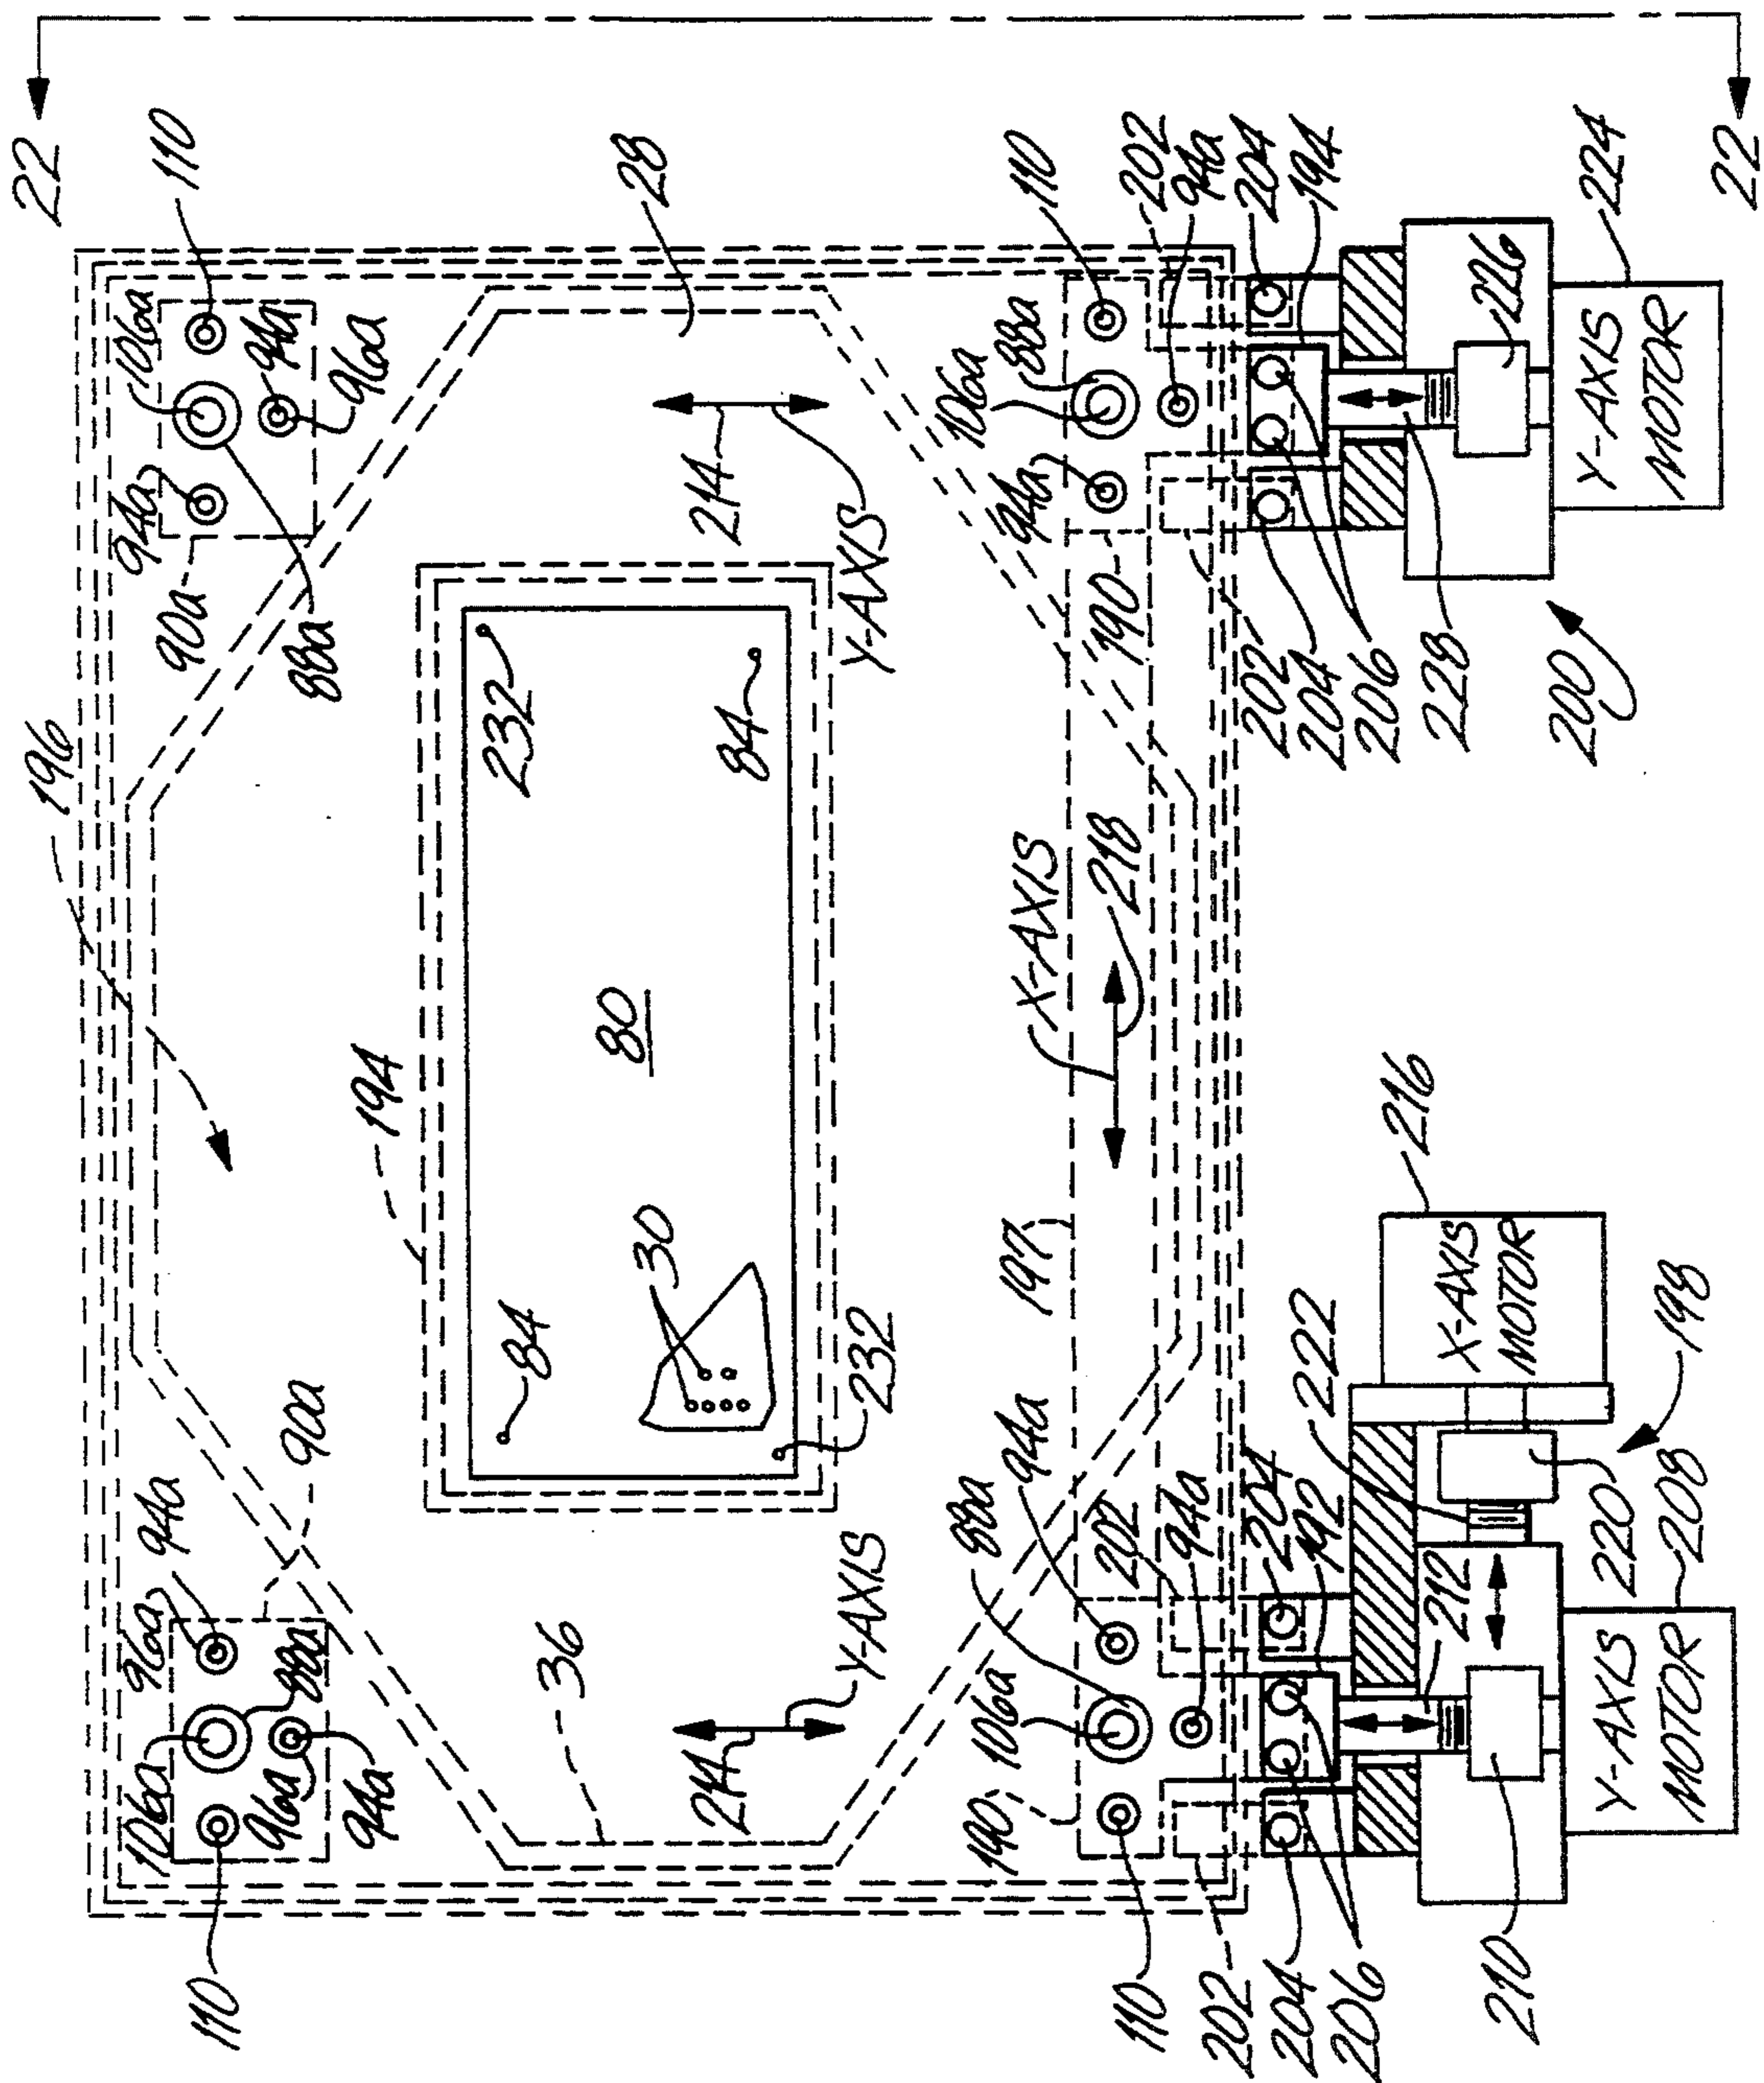 22
110
28
110
202
94a
204
194
224
22
106a
94a
96a
94a
90a
88a
196
214
Y-AXIS
106a
88a
94a
190
202
204
206
228
226
Y-AXIS
MOTOR
200
232
84
80
194
X-AXIS
218
84
30
232
197
216
X-AXIS
MOTOR
222
198
90a
94a
96a
106a
88a
96a
94a
110
36
Y-AXIS
214
88a
94a
202
94a
204
192
212
220
208
190
106a
110
202
204
206
210
Y-AXIS
MOTOR